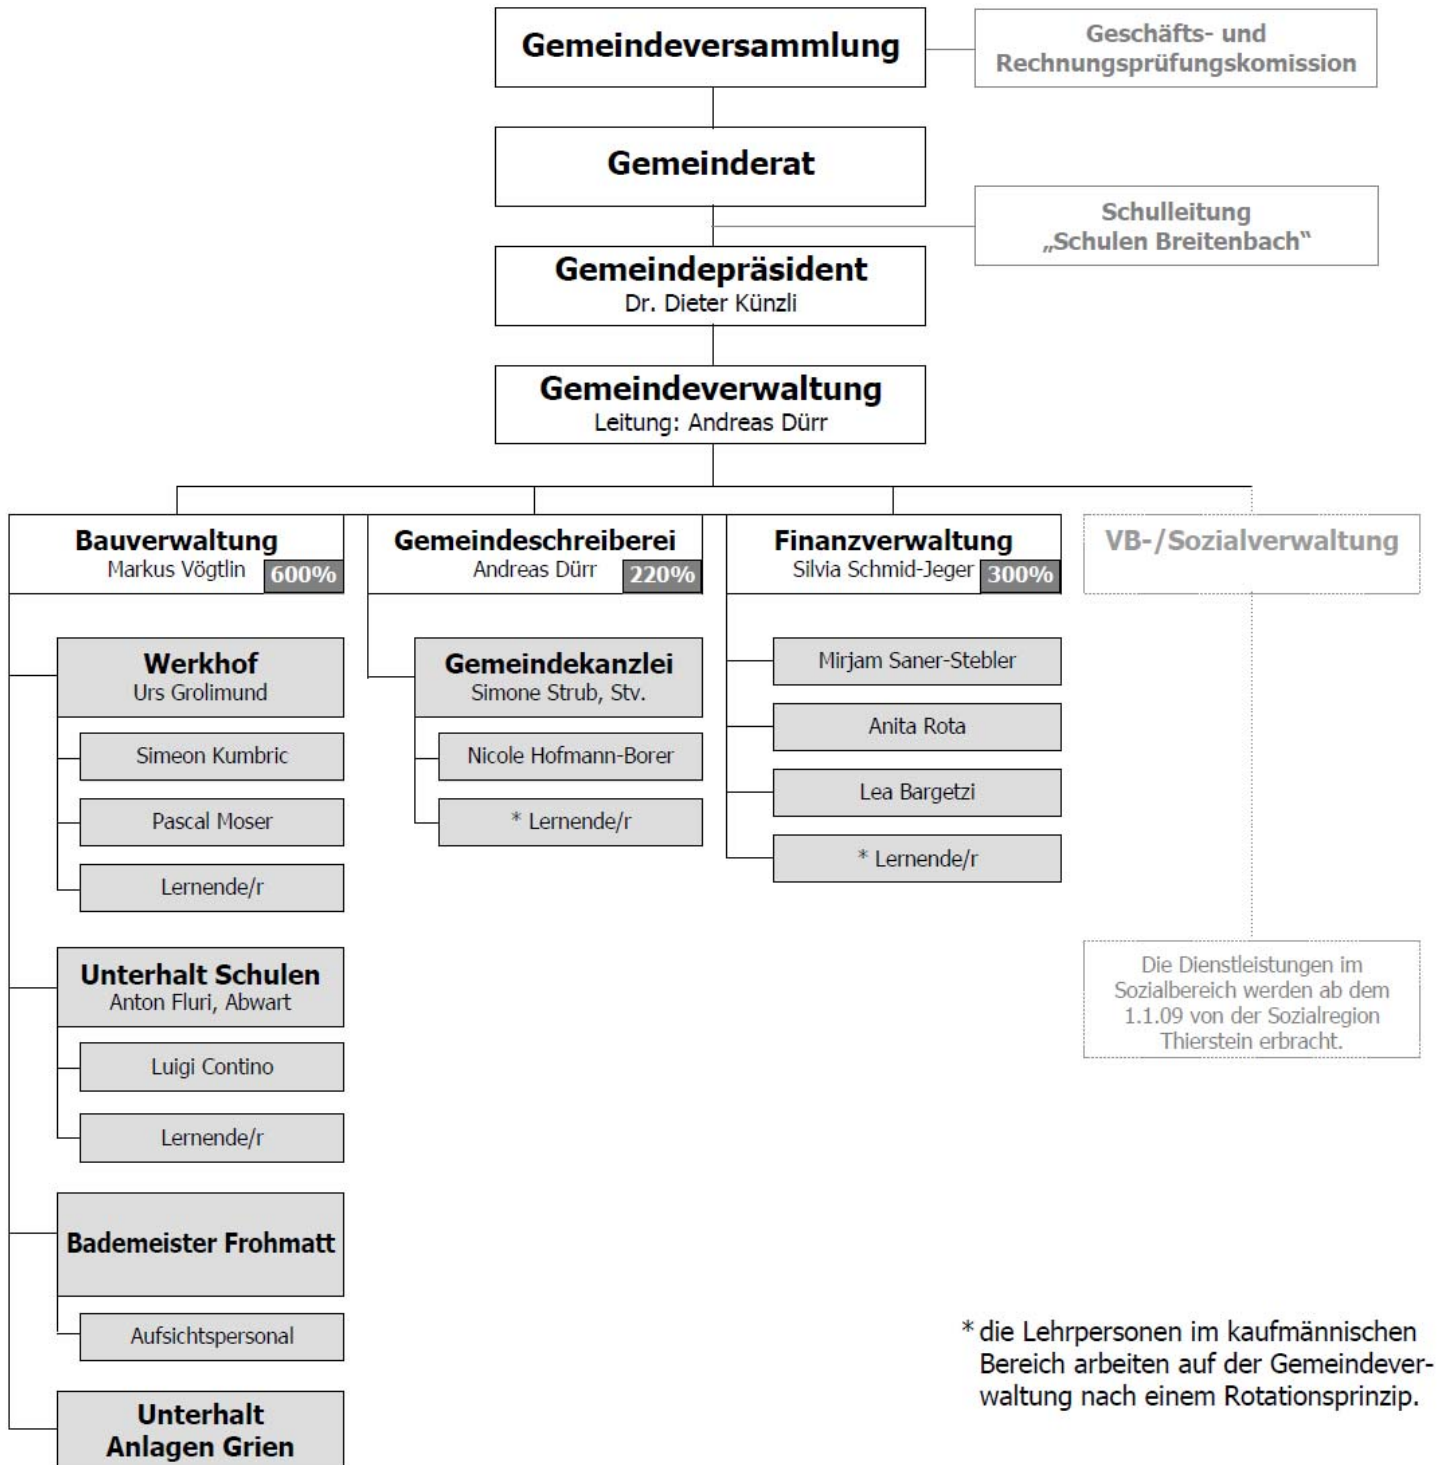 Gemeindeversammlung
Geschäfts- und
Rechnungsprüfungskomission
Gemeinderat
Schulleitung
„Schulen Breitenbach“
Gemeindepräsident
Dr. Dieter Künzli
Gemeindeverwaltung
Leitung: Andreas Dürr
Bauverwaltung
Markus Vögtlin
600%
Gemeindeschreiberei
Andreas Dürr
220%
Finanzverwaltung
Silvia Schmid-Jeger
300%
VB-/Sozialverwaltung
Werkhof
Urs Grolimund
Simeon Kumbric
Pascal Moser
Lernende/r
Unterhalt Schulen
Anton Fluri, Abwart
Luigi Contino
Lernende/r
Bademeister Frohmatt
Aufsichtspersonal
Unterhalt
Anlagen Grien
Gemeindekanzlei
Simone Strub, Stv.
Nicole Hofmann-Borer
* Lernende/r
Mirjam Saner-Stebler
Anita Rota
Lea Bargetzi
* Lernende/r
Die Dienstleistungen im
Sozialbereich werden ab dem
1.1.09 von der Sozialregion
Thierstein erbracht.
* die Lehrpersonen im kaufmännischen
Bereich arbeiten auf der Gemeindever-
waltung nach einem Rotationsprinzip.